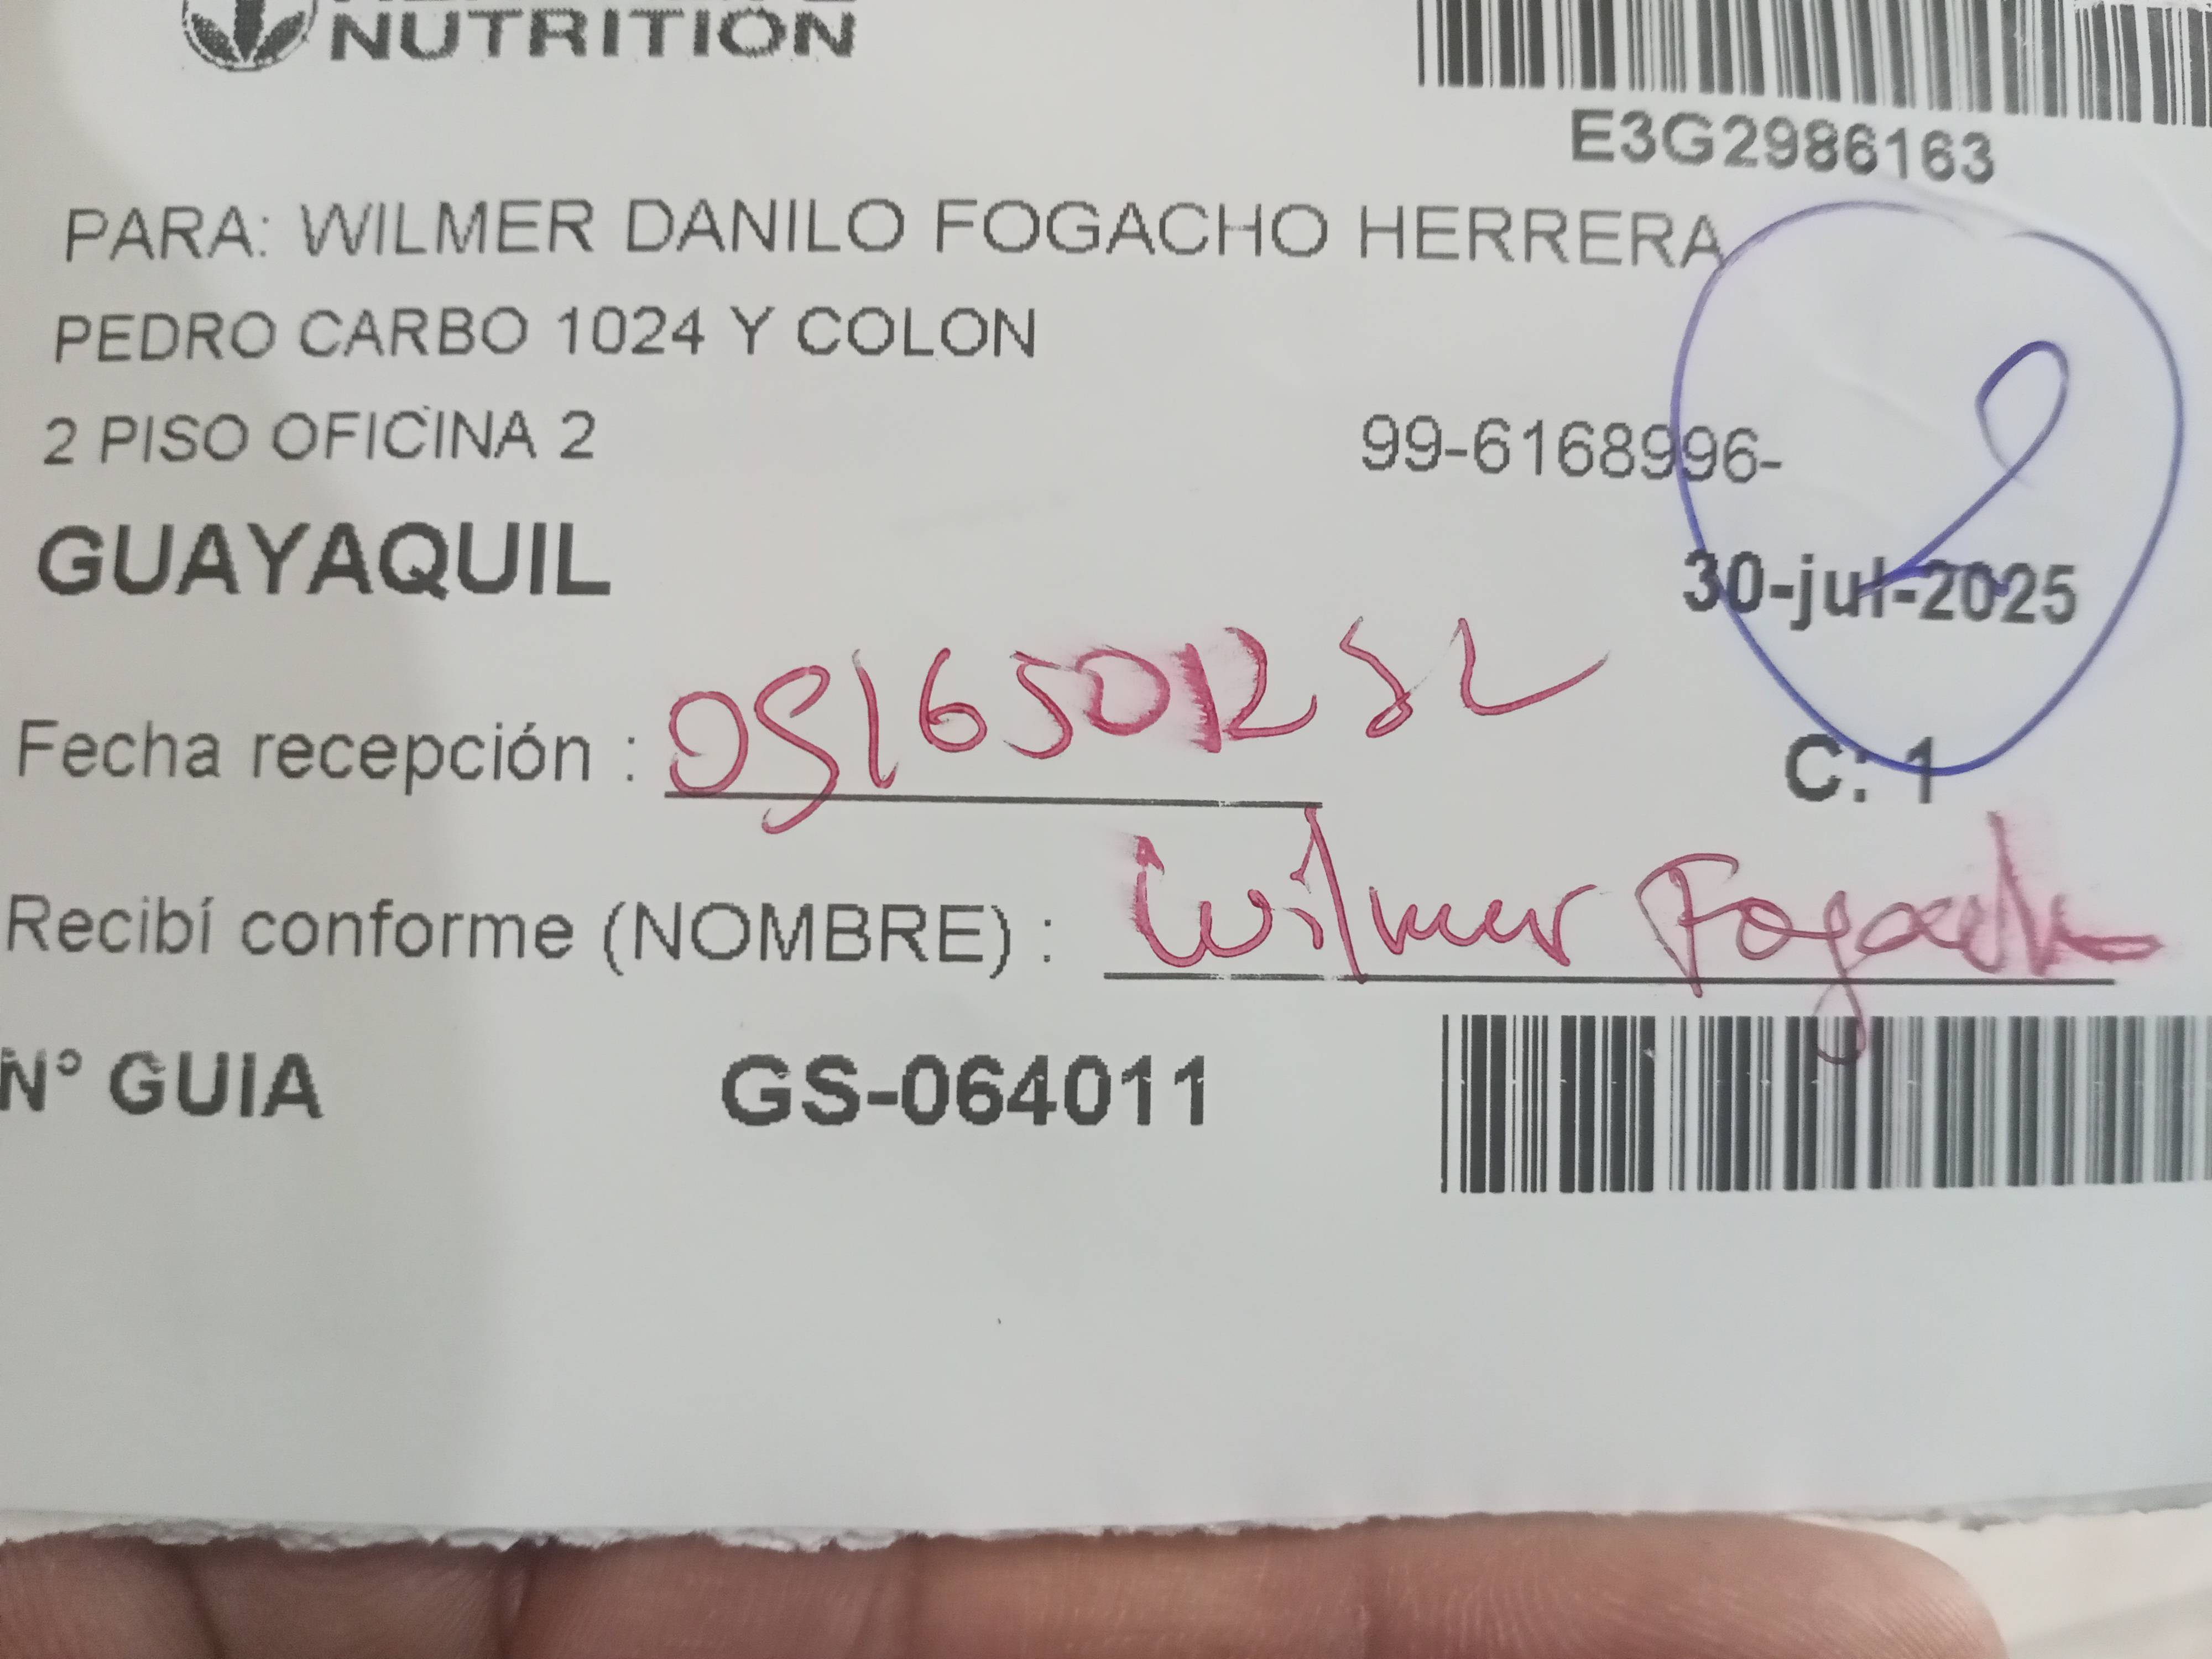 NUTRITION
E3G2986163
PARA: WILMER DANILO FOGACHO HERRERA
PEDRO CARBO 1024 Y COLON
2 PISO OFICINA 2 99-6168996-
2
GUAYAQUIL 30-jul-2025
Fecha recepción :
C: 1
Recibí conforme (NOMBRE) : Wilmer Fogacho
N° GUIA GS-064011